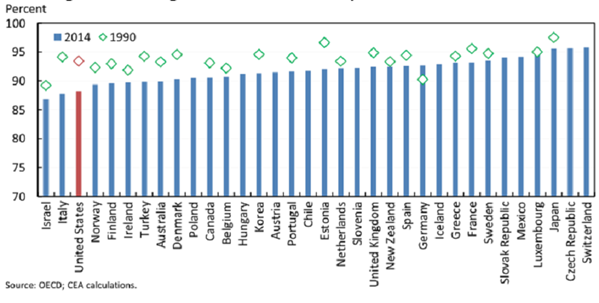 Percent
100
95
90
85
80
75
70
2014
1990
Israel
Italy
United States
Norway
Finland
Ireland
Turkey
Australia
Denmark
Poland
Canada
Belgium
Hungary
Korea
Austria
Portugal
Chile
Estonia
Netherlands
Slovenia
United Kingdom
New Zealand
Spain
Germany
Iceland
Greece
France
Sweden
Slovak Republic
Mexico
Luxembourg
Japan
Czech Republic
Switzerland
Source: OECD; CEA calculations.